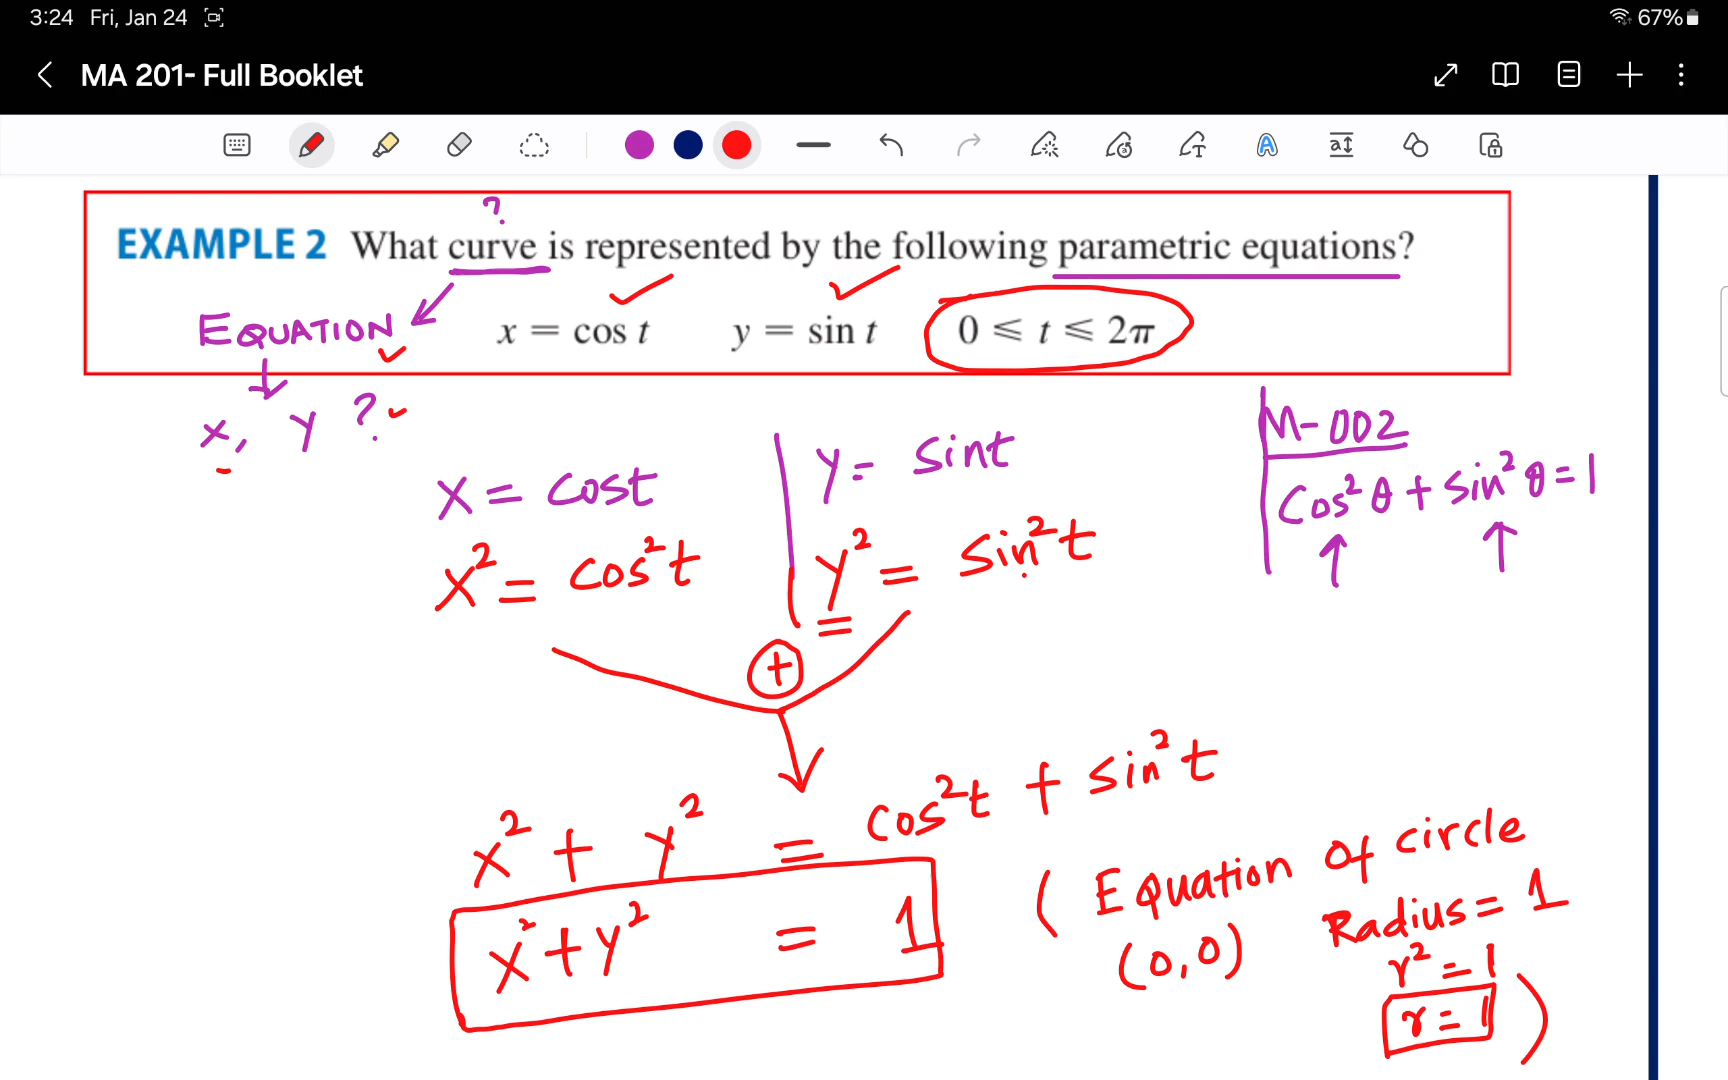 3:24 Fri, Jan 24 67%
MA 201- Full Booklet
?
EXAMPLE 2 What curve is represented by the following parametric equations?
EQUATION x = cos t y = sin t 0 ⩽ t ⩽ 2π
x, y ?
x = cost
y = sint
M-002
cos²θ + sin²θ = 1
x² = cos²t
y² = sin²t
+
x² + y² = cos²t + sin²t
x² + y² = 1
( Equation of circle
(0,0) Radius = 1
r² = 1
r = 1 )